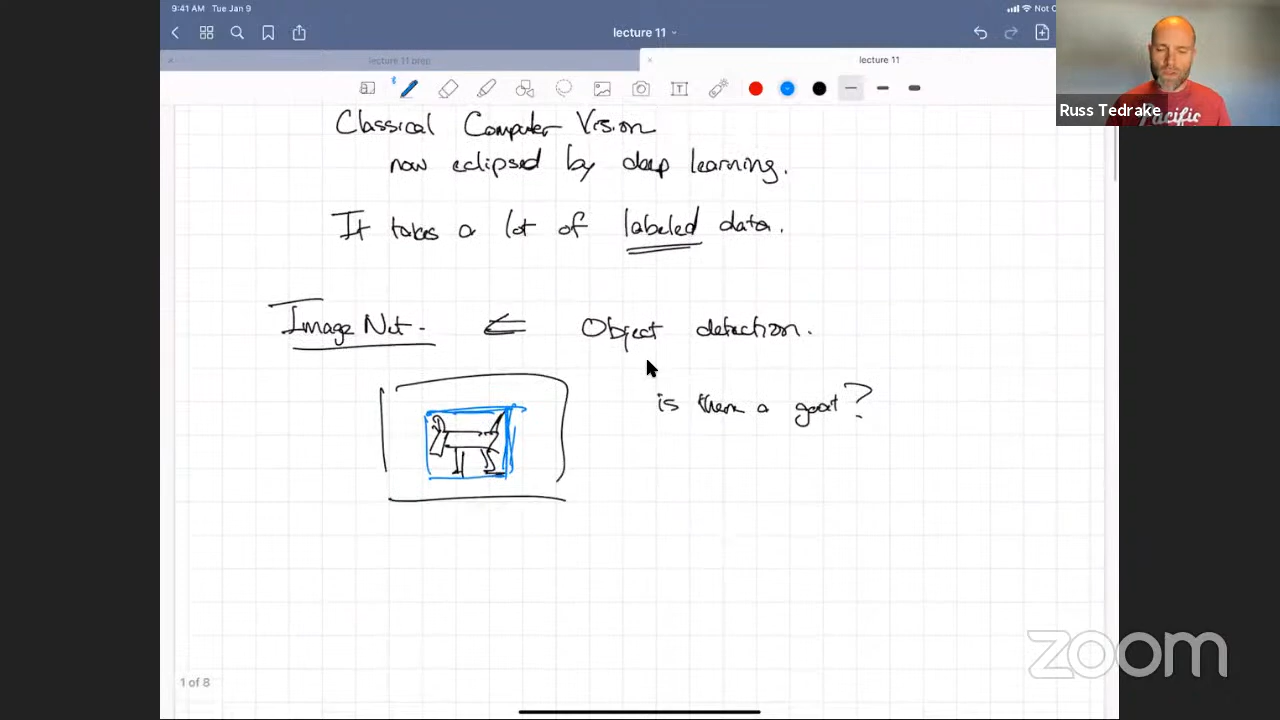 9:41 AM Tue Jan 9
Not C
lecture 11
lecture 11 prep
lecture 11
Russ Tedrake
Pacific
Classical Computer Vision
now eclipsed by deep learning.
It takes a lot of labeled data.
ImageNet. ⇐ Object detection.
is there a goat?
1 of 8
zoom